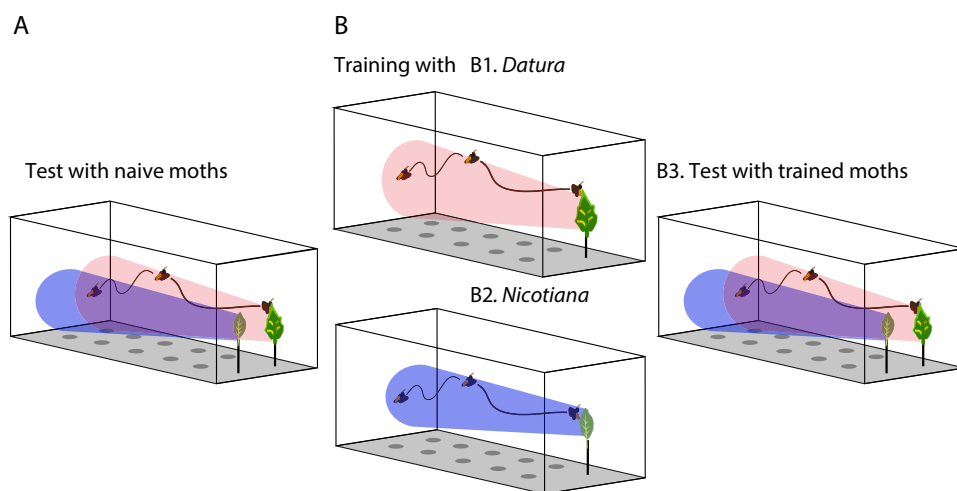 A
B
Training with B1. Datura
Test with naive moths
B3. Test with trained moths
B2. Nicotiana